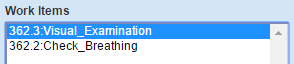 Work Items
362.3:Visual_Examination
362.2:Check_Breathing